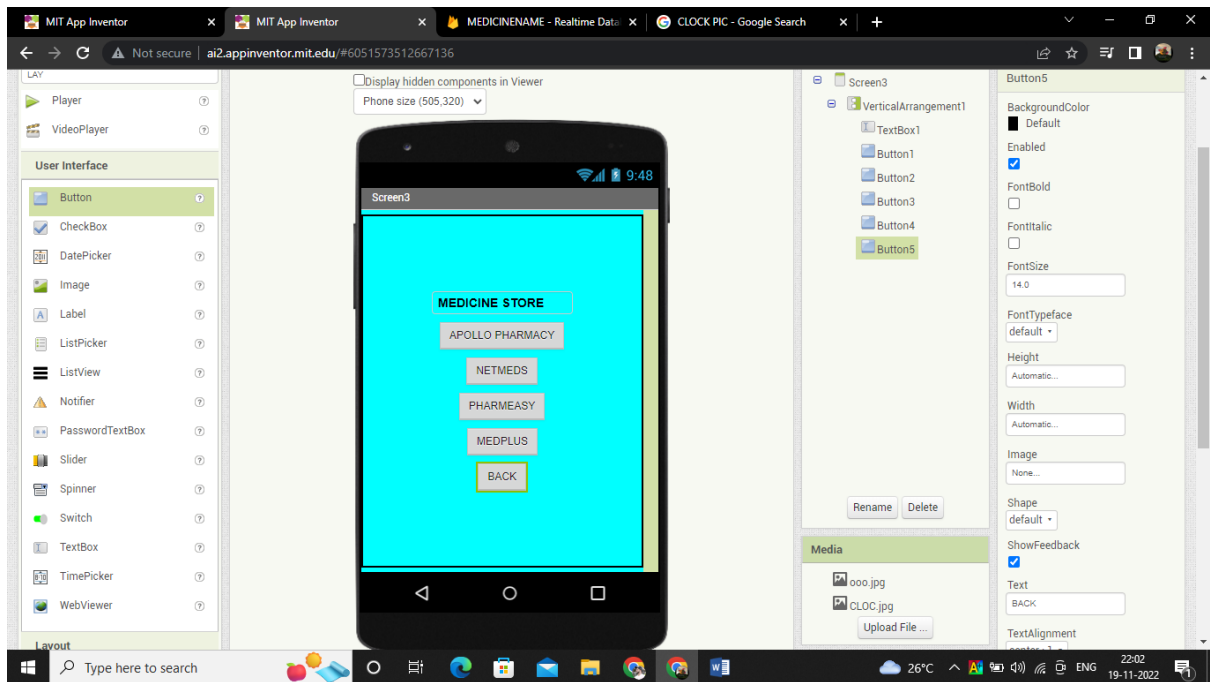 MIT App Inventor
MIT App Inventor
MEDICINENAME - Realtime Data
CLOCK PIC - Google Search
Not secure | ai2.appinventor.mit.edu/#6051573512667136
LAY
Player
VideoPlayer
User Interface
Button
CheckBox
DatePicker
Image
Label
ListPicker
ListView
Notifier
PasswordTextBox
Slider
Spinner
Switch
TextBox
TimePicker
WebViewer
Layout
Display hidden components in Viewer
Phone size (505,320)
9:48
Screen3
MEDICINE STORE
APOLLO PHARMACY
NETMEDS
PHARMEASY
MEDPLUS
BACK
Screen3
VerticalArrangement1
TextBox1
Button1
Button2
Button3
Button4
Button5
Rename Delete
Media
ooo.jpg
CLOC.jpg
Upload File ...
Button5
BackgroundColor
Default
Enabled
FontBold
FontItalic
FontSize
14.0
FontTypeface
default
Height
Automatic...
Width
Automatic...
Image
None...
Shape
default
ShowFeedback
Text
BACK
TextAlignment
Type here to search
26°C
ENG
22:02
19-11-2022